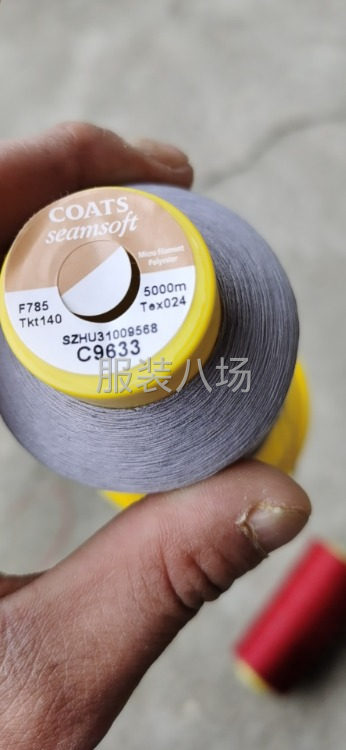 COATS
seamsoft
Micro filament
Polyester
F785
5000m
Tkt140
Tex024
SZHU31009568
C9633
服装八场